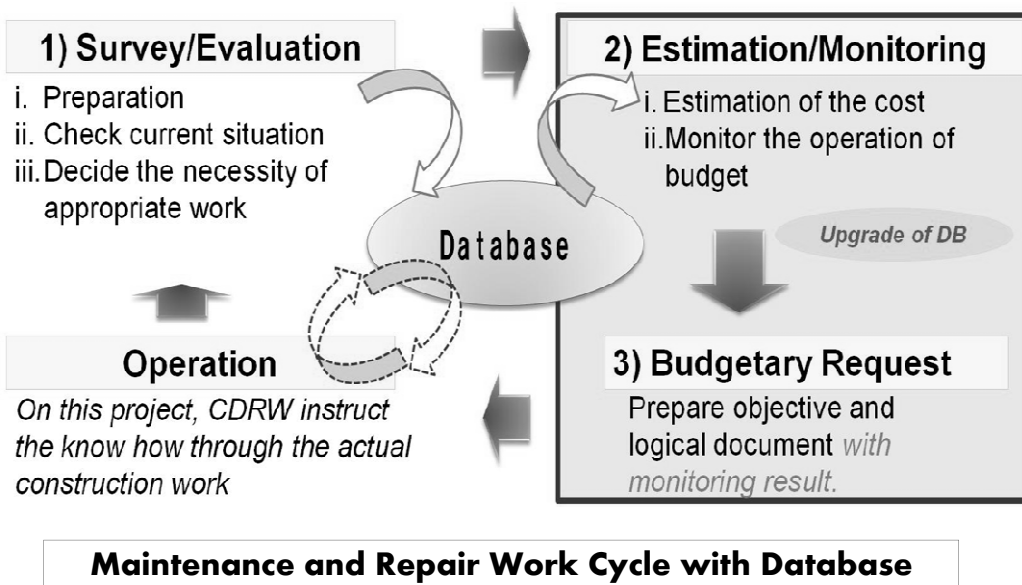 1) Survey/Evaluation
i. Preparation
ii. Check current situation
iii. Decide the necessity of
appropriate work
2) Estimation/Monitoring
i. Estimation of the cost
ii. Monitor the operation of
budget
Database
Upgrade of DB
Operation
On this project, CDRW instruct
the know how through the actual
construction work
3) Budgetary Request
Prepare objective and
logical document with
monitoring result.
Maintenance and Repair Work Cycle with Database